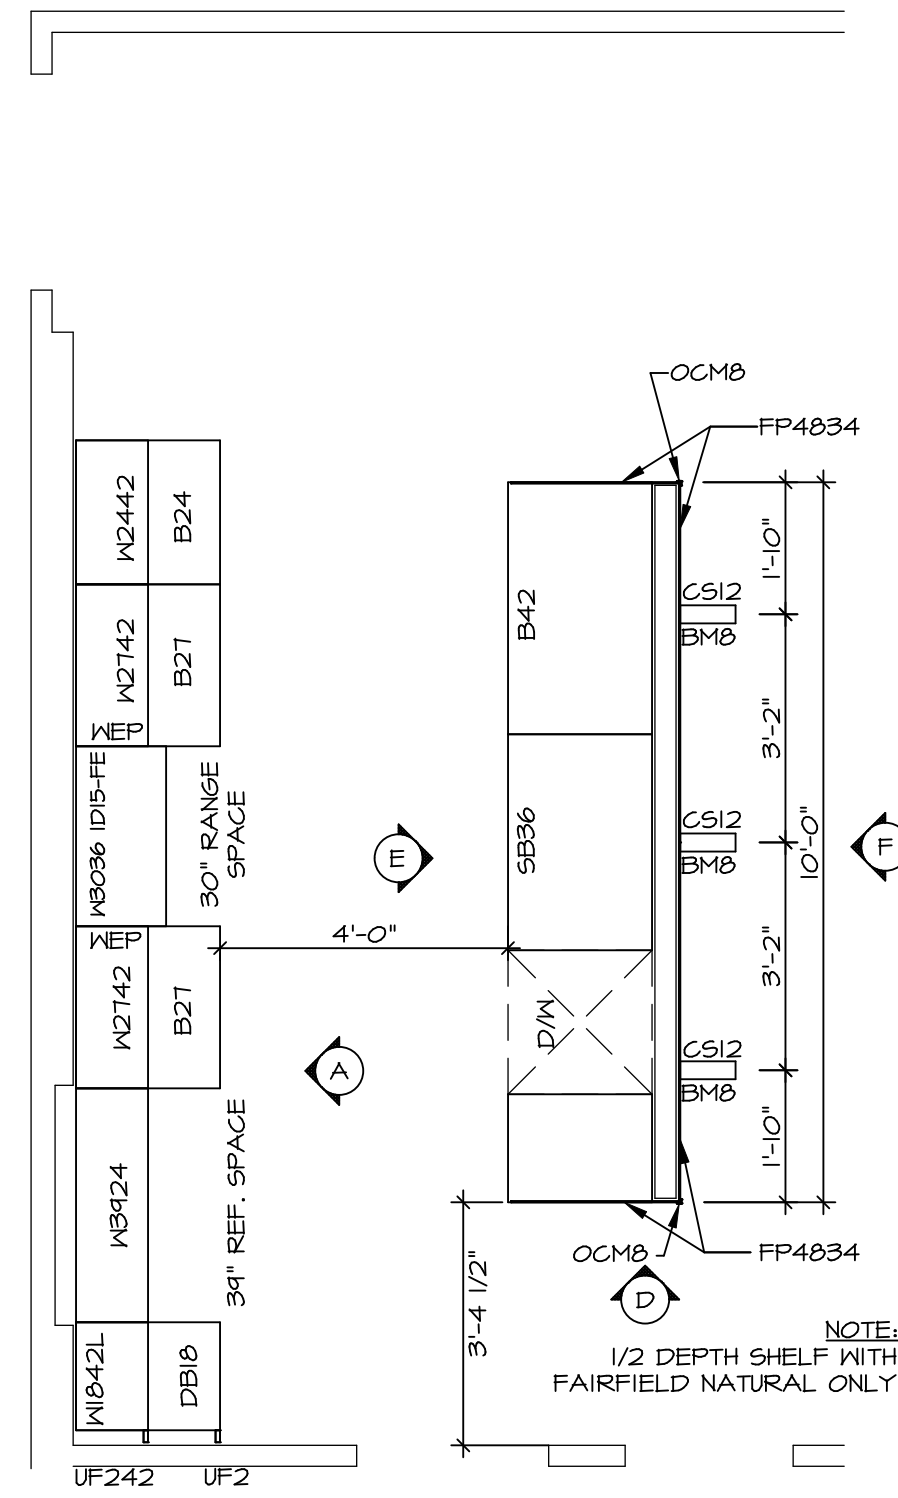 OCM8
FP4834
W2442
B24
W2742
B27
WEP
W3036 1D15-FE
30" RANGE
SPACE
WEP
W2742
B27
W3924
39" REF. SPACE
W1842L
DB18
UF242
UF2
E
A
4'-0"
B42
SB36
D/W
CS12
BM8
CS12
BM8
CS12
BM8
1'-10"
3'-2"
3'-2"
1'-10"
10'-0"
F
OCM8
FP4834
D
3'-4 1/2"
NOTE:
1/2 DEPTH SHELF WITH
FAIRFIELD NATURAL ONLY